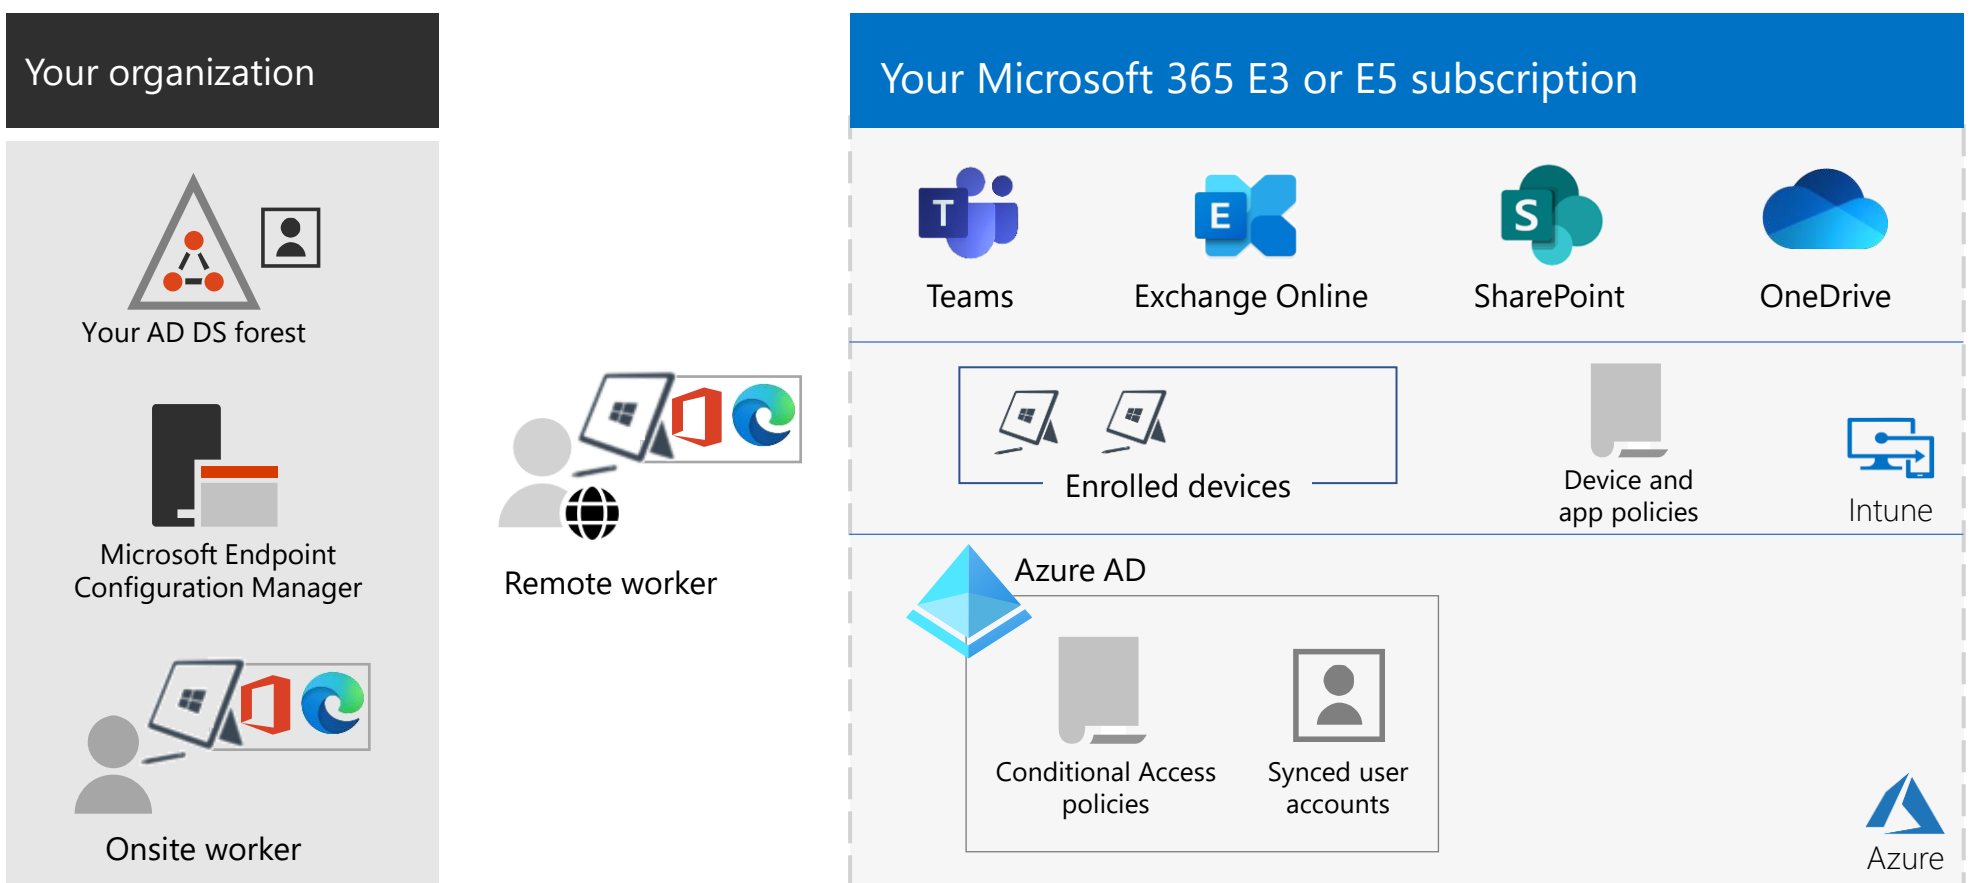 Your organization
Your AD DS forest
Microsoft Endpoint
Configuration Manager
Onsite worker
Remote worker
Your Microsoft 365 E3 or E5 subscription
T
Teams
E
Exchange Online
S
SharePoint
OneDrive
Enrolled devices
Device and
app policies
Intune
Azure AD
Conditional Access
policies
Synced user
accounts
Azure